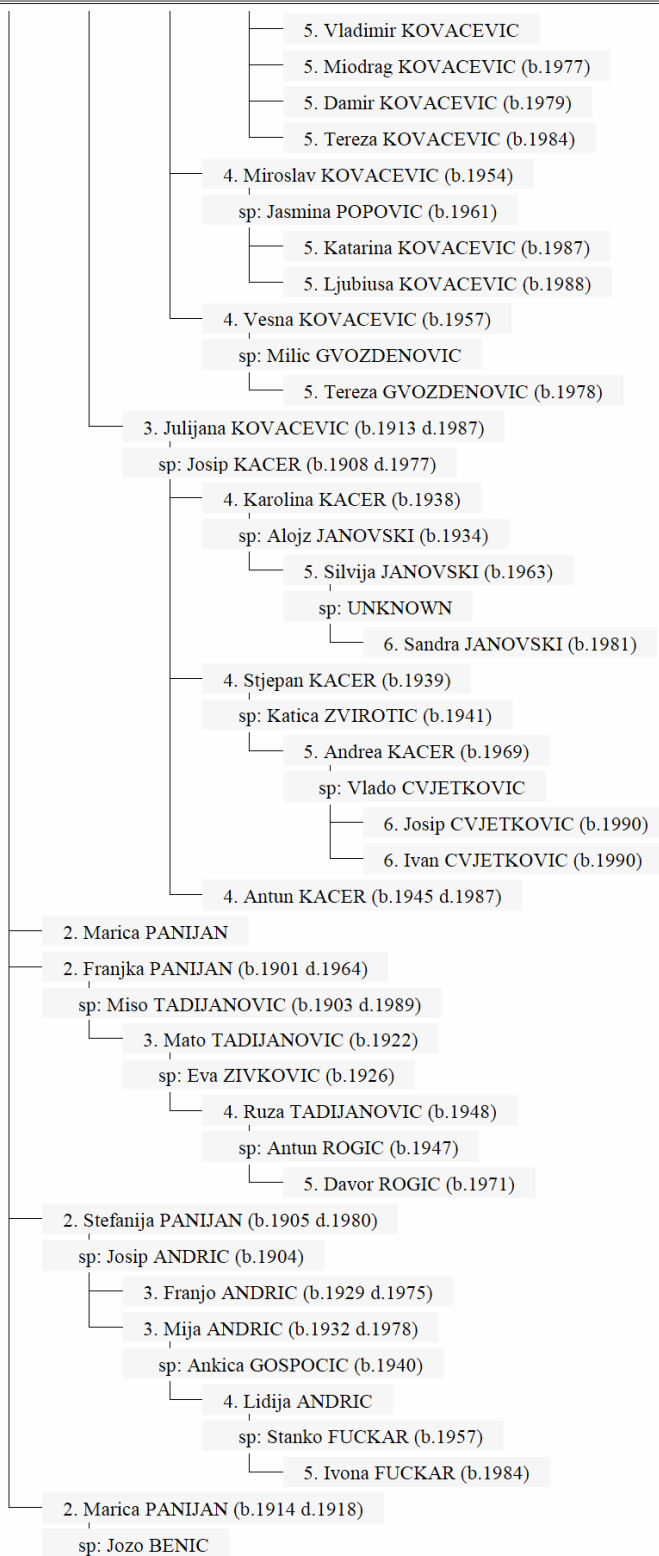 5. Vladimir KOVACEVIC
5. Miodrag KOVACEVIC (b.1977)
5. Damir KOVACEVIC (b.1979)
5. Tereza KOVACEVIC (b.1984)
4. Miroslav KOVACEVIC (b.1954)
sp: Jasmina POPOVIC (b.1961)
5. Katarina KOVACEVIC (b.1987)
5. Ljubiusa KOVACEVIC (b.1988)
4. Vesna KOVACEVIC (b.1957)
sp: Milic GVOZDENOVIC
5. Tereza GVOZDENOVIC (b.1978)
3. Julijana KOVACEVIC (b.1913 d.1987)
sp: Josip KACER (b.1908 d.1977)
4. Karolina KACER (b.1938)
sp: Alojz JANOVSKI (b.1934)
5. Silvija JANOVSKI (b.1963)
sp: UNKNOWN
6. Sandra JANOVSKI (b.1981)
4. Stjepan KACER (b.1939)
sp: Katica ZVIROTIC (b.1941)
5. Andrea KACER (b.1969)
sp: Vlado CVJETKOVIC
6. Josip CVJETKOVIC (b.1990)
6. Ivan CVJETKOVIC (b.1990)
4. Antun KACER (b.1945 d.1987)
2. Marica PANIJAN
2. Franjka PANIJAN (b.1901 d.1964)
sp: Miso TADIJANOVIC (b.1903 d.1989)
3. Mato TADIJANOVIC (b.1922)
sp: Eva ZIVKOVIC (b.1926)
4. Ruza TADIJANOVIC (b.1948)
sp: Antun ROGIC (b.1947)
5. Davor ROGIC (b.1971)
2. Stefanija PANIJAN (b.1905 d.1980)
sp: Josip ANDRIC (b.1904)
3. Franjo ANDRIC (b.1929 d.1975)
3. Mija ANDRIC (b.1932 d.1978)
sp: Ankica GOSPOCIC (b.1940)
4. Lidija ANDRIC
sp: Stanko FUCKAR (b.1957)
5. Ivona FUCKAR (b.1984)
2. Marica PANIJAN (b.1914 d.1918)
sp: Jozo BENIC